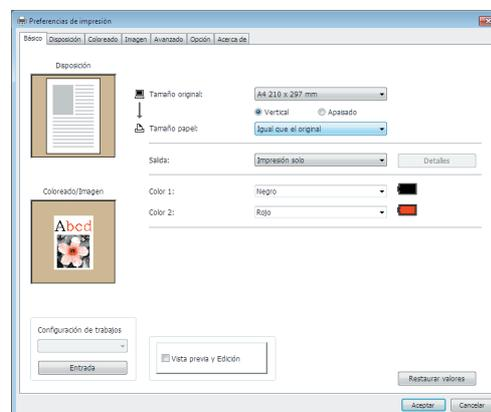 Preferencias de impresión
Básico Disposición Coloreado Imagen Avanzado Opción Acerca de
Disposición
Tamaño original: A4 210 x 297 mm
Vertical Apaisado
Tamaño papel: Igual que el original
Salida: Impresión solo Detalles
Coloreado/Imagen
Color 1: Negro
Color 2: Rojo
Abcd
Configuración de trabajos
Entrada
Vista previa y Edición
Restaurar valores
Aceptar Cancelar